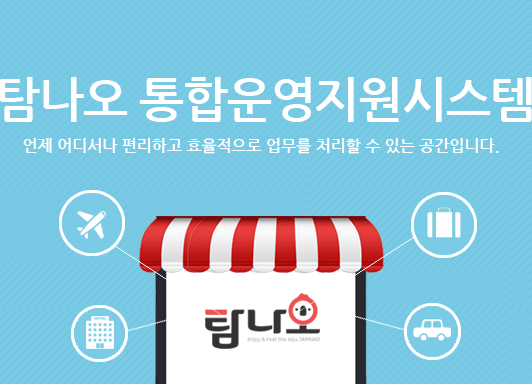 탐나오 통합운영지원시스템
언제 어디서나 편리하고 효율적으로 업무를 처리할 수 있는 공간입니다.
탐나오
Enjoy & Feel the Jeju TAMNAO